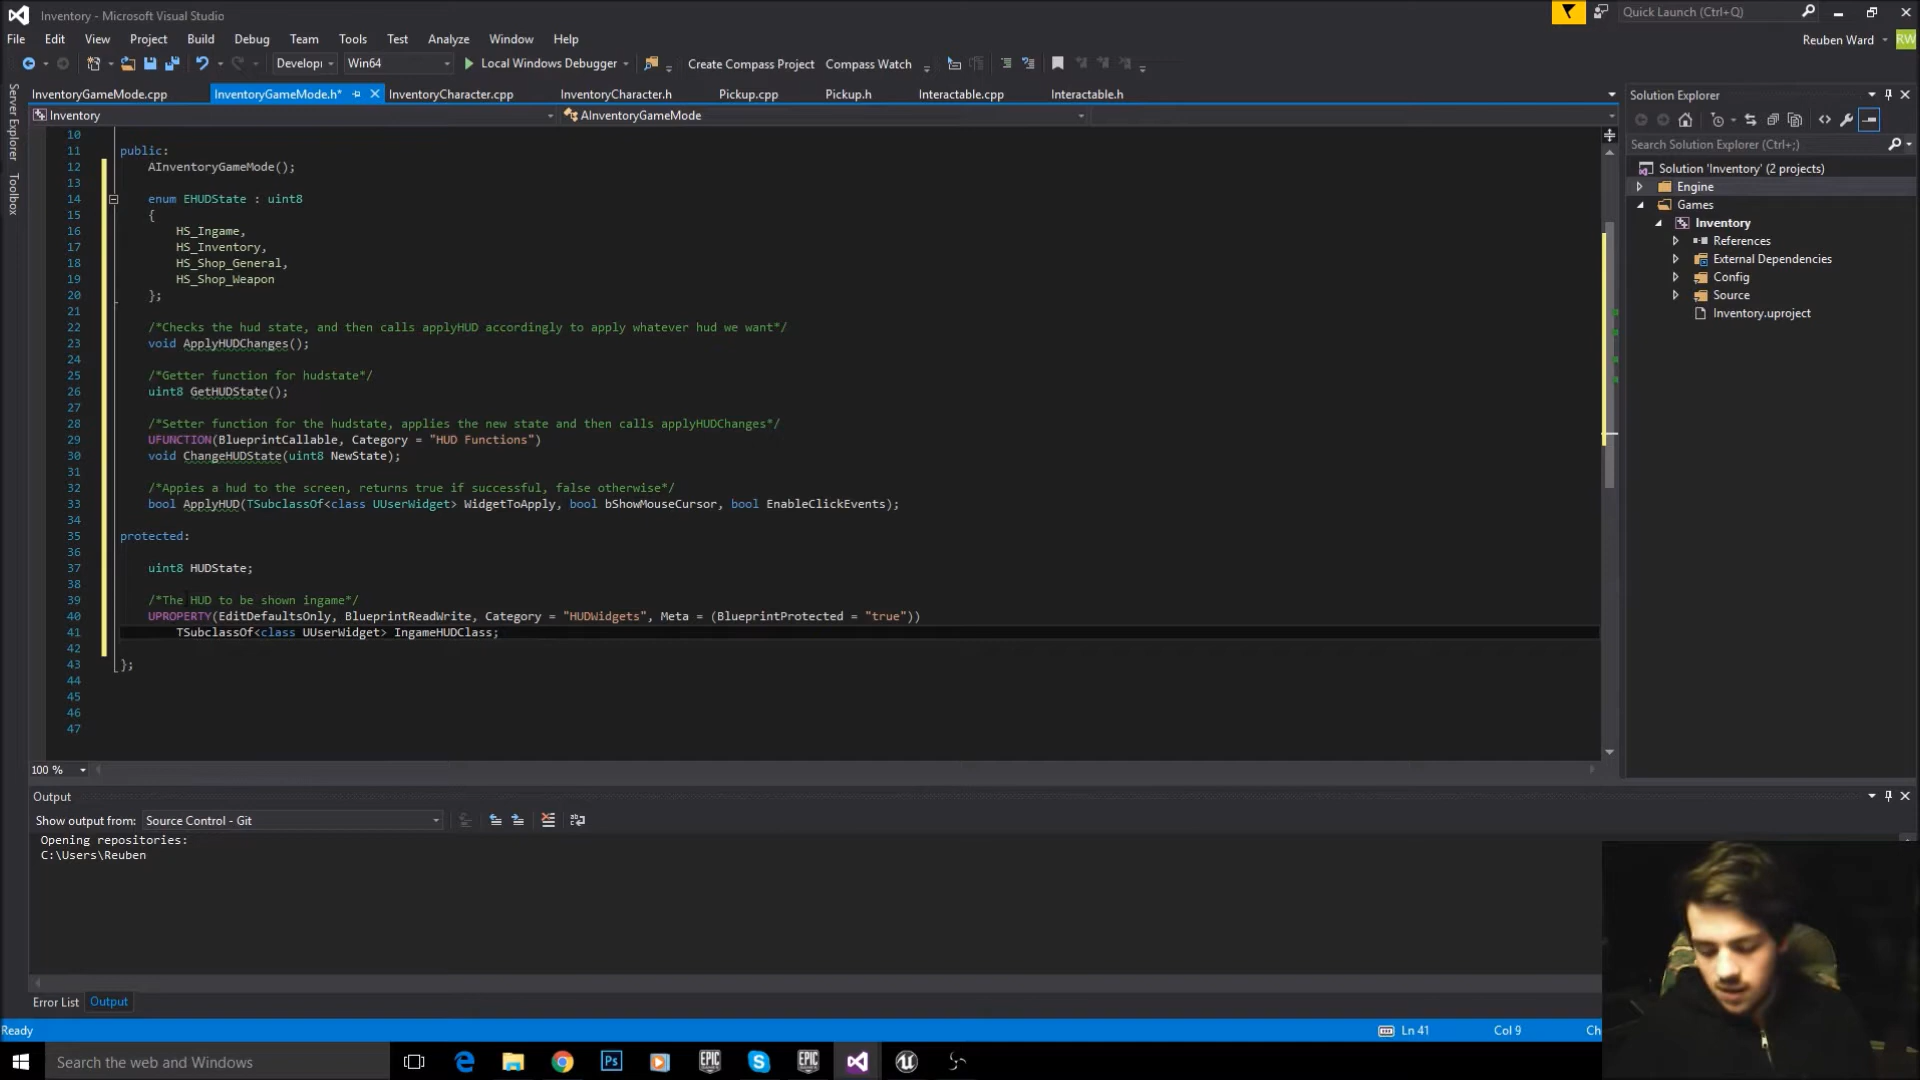 Inventory - Microsoft Visual Studio
Quick Launch (Ctrl+Q)
File Edit View Project Build Debug Team Tools Test Analyze Window Help
Reuben Ward RW
Develop Win64 Local Windows Debugger Create Compass Project Compass Watch
Server Explorer
Toolbox
InventoryGameMode.cpp InventoryGameMode.h* InventoryCharacter.cpp InventoryCharacter.h Pickup.cpp Pickup.h Interactable.cpp Interactable.h
Inventory AInventoryGameMode
10
11 public:
12 AInventoryGameMode();
13
14 enum EHUDState : uint8
15 {
16 HS_Ingame,
17 HS_Inventory,
18 HS_Shop_General,
19 HS_Shop_Weapon
20 };
21
22 /*Checks the hud state, and then calls applyHUD accordingly to apply whatever hud we want*/
23 void ApplyHUDChanges();
24
25 /*Getter function for hudstate*/
26 uint8 GetHUDState();
27
28 /*Setter function for the hudstate, applies the new state and then calls applyHUDChanges*/
29 UFUNCTION(BlueprintCallable, Category = "HUD Functions")
30 void ChangeHUDState(uint8 NewState);
31
32 /*Appies a hud to the screen, returns true if successful, false otherwise*/
33 bool ApplyHUD(TSubclassOf<class UUserWidget> WidgetToApply, bool bShowMouseCursor, bool EnableClickEvents);
34
35 protected:
36
37 uint8 HUDState;
38
39 /*The HUD to be shown ingame*/
40 UPROPERTY(EditDefaultsOnly, BlueprintReadWrite, Category = "HUDWidgets", Meta = (BlueprintProtected = "true"))
41 TSubclassOf<class UUserWidget> IngameHUDClass;
42
43 };
44
45
46
47
100 %
Solution Explorer
Search Solution Explorer (Ctrl+;)
Solution 'Inventory' (2 projects)
Engine
Games
Inventory
References
External Dependencies
Config
Source
Inventory.uproject
Output
Show output from: Source Control - Git
Opening repositories:
C:\Users\Reuben
Error List Output
Ready Ln 41 Col 9 Ch
Search the web and Windows
Ps
EPIC
EPIC